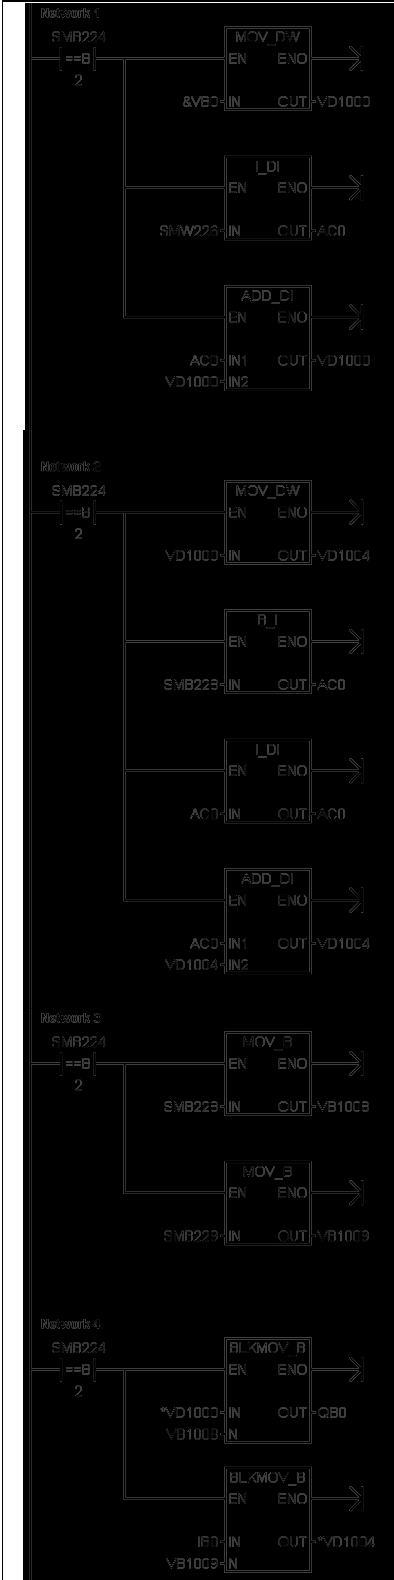 Network 1
SMB224
==B
2
MOV_DW
EN ENO
&VB0 IN OUT VD1000
I_DI
EN ENO
SMW226 IN OUT AC0
ADD_DI
EN ENO
AC0 IN1 OUT VD1000
VD1000 IN2
Network 2
SMB224
==B
2
MOV_DW
EN ENO
VD1000 IN OUT VD1004
B_I
EN ENO
SMB228 IN OUT AC0
I_DI
EN ENO
AC0 IN OUT AC0
ADD_DI
EN ENO
AC0 IN1 OUT VD1004
VD1004 IN2
Network 3
SMB224
==B
2
MOV_B
EN ENO
SMB228 IN OUT VB1008
MOV_B
EN ENO
SMB229 IN OUT VB1009
Network 4
SMB224
==B
2
BLKMOV_B
EN ENO
*VD1000 IN OUT QB0
VB1008 N
BLKMOV_B
EN ENO
IB0 IN OUT *VD1004
VB1009 N